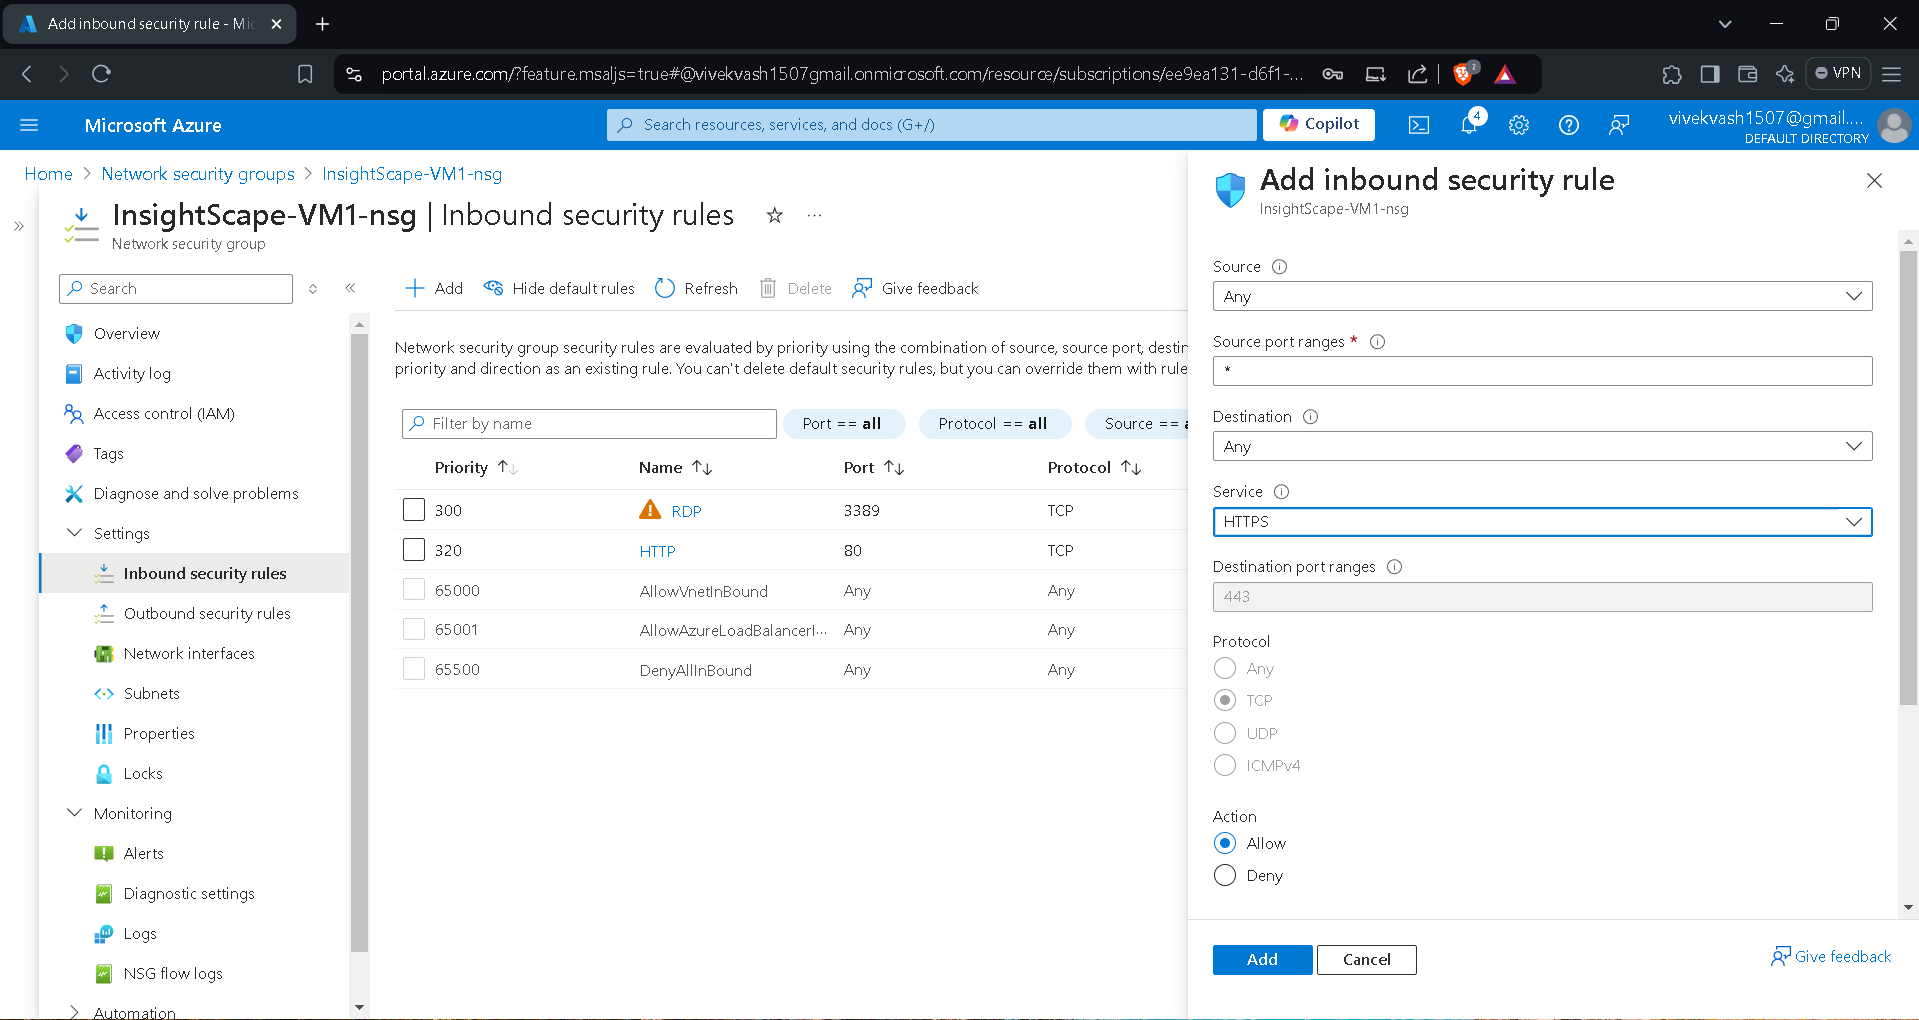 Add inbound security rule - Mic
portal.azure.com/?feature.msaljs=true#@vivekvash1507gmail.onmicrosoft.com/resource/subscriptions/ee9ea131-d6f1-...
2
VPN
Microsoft Azure
Search resources, services, and docs (G+/)
Copilot
4
vivekvash1507@gmail....
DEFAULT DIRECTORY
Home > Network security groups > InsightScape-VM1-nsg
InsightScape-VM1-nsg | Inbound security rules
Network security group
Search
Overview
Activity log
Access control (IAM)
Tags
Diagnose and solve problems
Settings
Inbound security rules
Outbound security rules
Network interfaces
Subnets
Properties
Locks
Monitoring
Alerts
Diagnostic settings
Logs
NSG flow logs
Automation
Add Hide default rules Refresh Delete Give feedback
Network security group security rules are evaluated by priority using the combination of source, source port, destin
priority and direction as an existing rule. You can't delete default security rules, but you can override them with rule
Filter by name Port == all Protocol == all Source == a
Priority Name Port Protocol
300 RDP 3389 TCP
320 HTTP 80 TCP
65000 AllowVnetInBound Any Any
65001 AllowAzureLoadBalancerI... Any Any
65500 DenyAllInBound Any Any
Add inbound security rule
InsightScape-VM1-nsg
Source
Any
Source port ranges *
*
Destination
Any
Service
HTTPS
Destination port ranges
443
Protocol
Any
TCP
UDP
ICMPv4
Action
Allow
Deny
Add Cancel
Give feedback